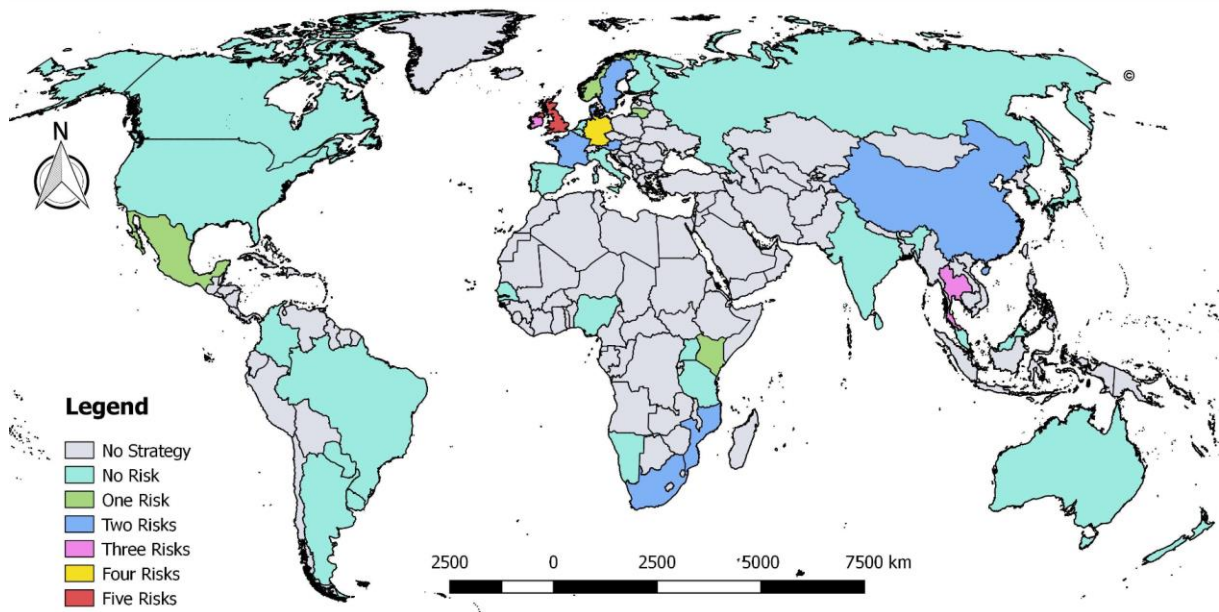 ©
N
Legend
No Strategy
No Risk
One Risk
Two Risks
Three Risks
Four Risks
Five Risks
2500 0 2500 5000 7500 km